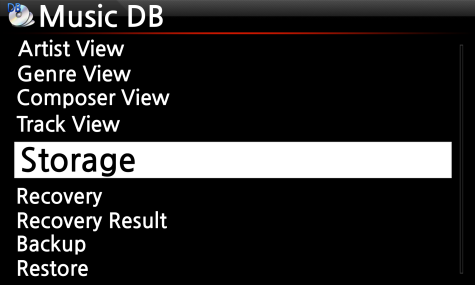 DB
Music DB
Artist View
Genre View
Composer View
Track View
Storage
Recovery
Recovery Result
Backup
Restore